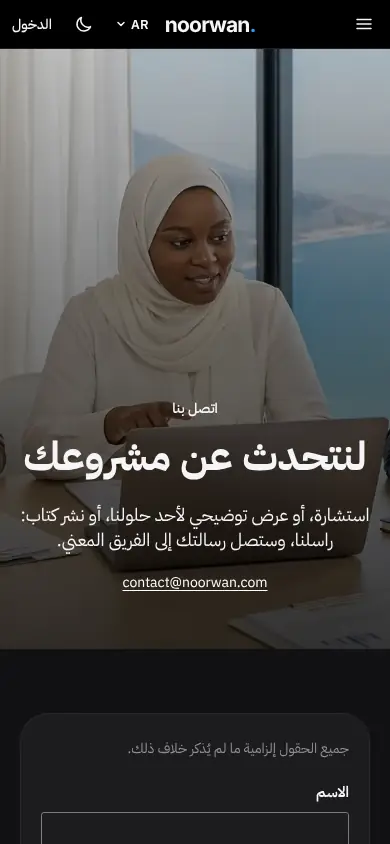 noorwan.
AR
الدخول
اتصل بنا
لنتحدث عن مشروعك
استشارة، أو عرض توضيحي لأحد حلولنا، أو نشر كتاب:
راسلنا، وستصل رسالتك إلى الفريق المعني.
contact@noorwan.com
جميع الحقول إلزامية ما لم يُذكر خلاف ذلك.
الاسم